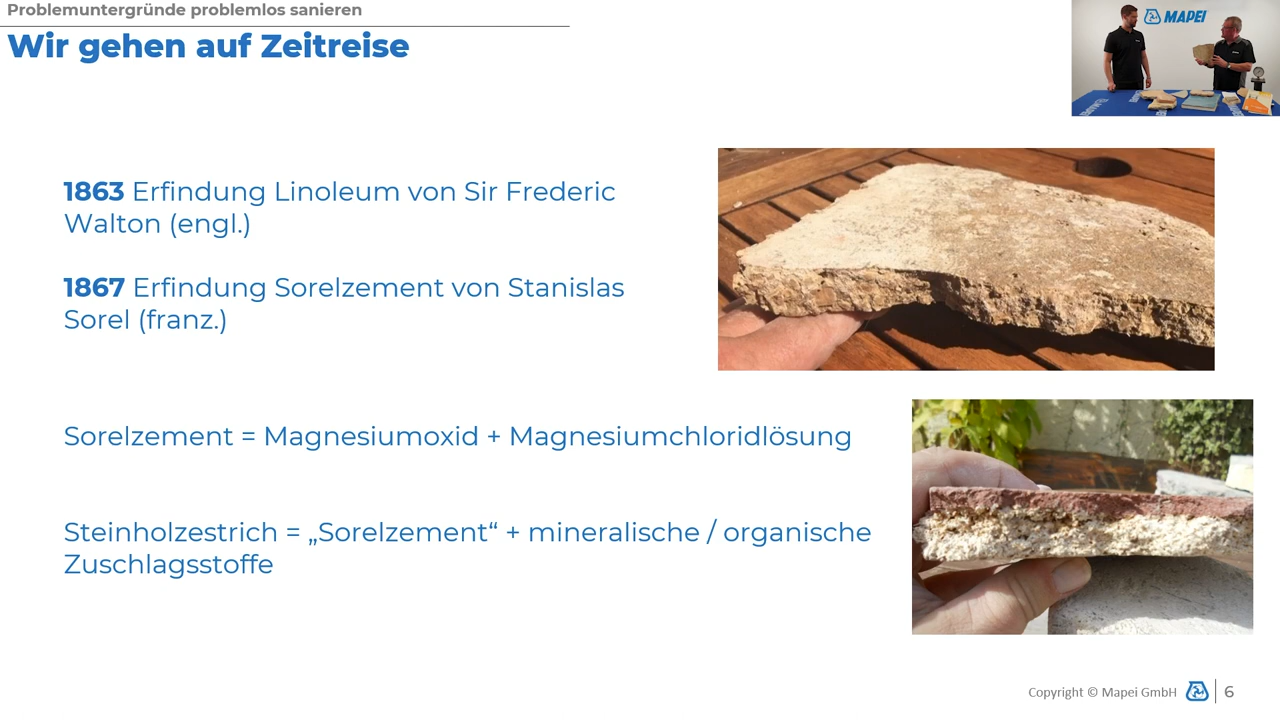 Problemuntergründe problemlos sanieren
Wir gehen auf Zeitreise
MAPEI
1863 Erfindung Linoleum von Sir Frederic
Walton (engl.)
1867 Erfindung Sorelzement von Stanislas
Sorel (franz.)
Sorelzement = Magnesiumoxid + Magnesiumchloridlösung
Steinholzestrich = „Sorelzement“ + mineralische / organische
Zuschlagsstoffe
Copyright © Mapei GmbH
6